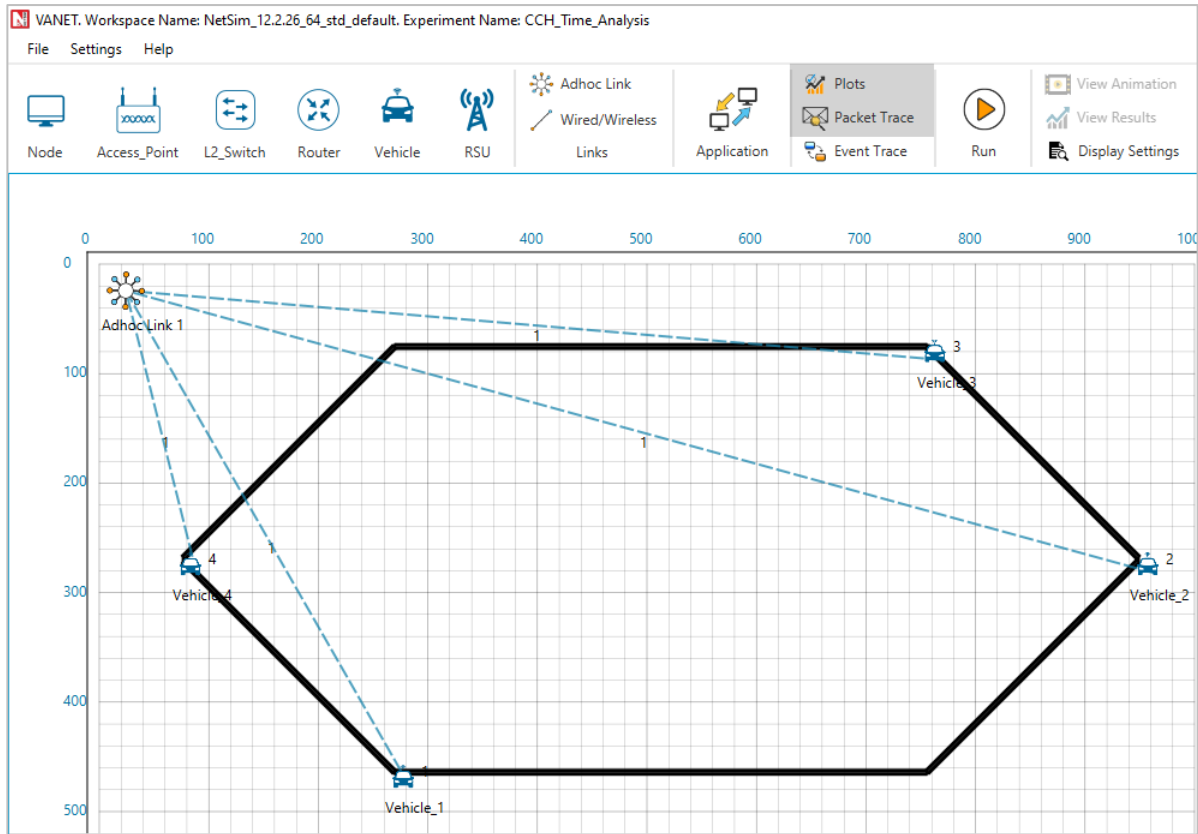 VANET. Workspace Name: NetSim_12.2.26_64_std_default. Experiment Name: CCH_Time_Analysis
File Settings Help
Adhoc Link Plots View Animation
Wired/Wireless Packet Trace View Results
Node Access_Point L2_Switch Router Vehicle RSU Links Application Event Trace Run Display Settings
0 100 200 300 400 500 600 700 800 900 100
0
Adhoc Link 1
1
3
100
Vehicle_3
1 1
200
1
4 2
300
Vehicle_4 Vehicle_2
400
1
Vehicle_1
500